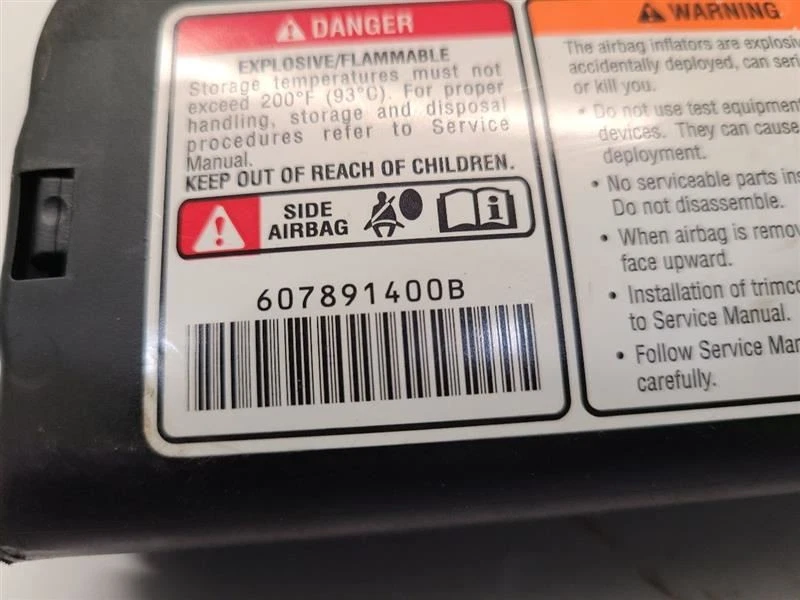 DANGER
EXPLOSIVE/FLAMMABLE
Storage temperatures must not
exceed 200°F (93°C). For proper
handling, storage and disposal
procedures refer to Service
Manual.
KEEP OUT OF REACH OF CHILDREN.
SIDE
AIRBAG
607891400B
WARNING
The airbag inflators are explosiv
accidentally deployed, can seri
or kill you.
• Do not use test equipment
devices. They can cause
deployment.
• No serviceable parts ins
Do not disassemble.
• When airbag is remov
face upward.
• Installation of trimco
to Service Manual.
• Follow Service Man
carefully.